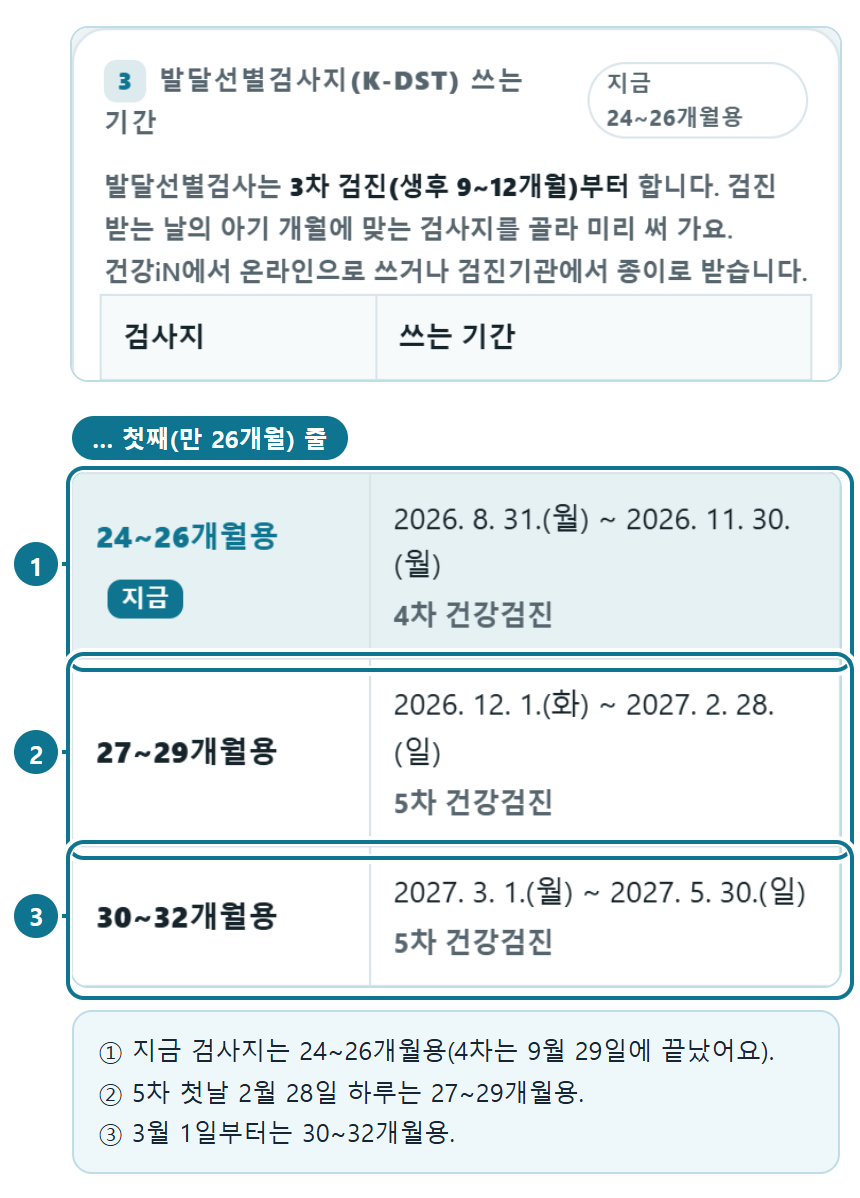 3 발달선별검사지(K-DST) 쓰는
기간
지금
24~26개월용
발달선별검사는 3차 검진(생후 9~12개월)부터 합니다. 검진
받는 날의 아기 개월에 맞는 검사지를 골라 미리 써 가요.
건강iN에서 온라인으로 쓰거나 검진기관에서 종이로 받습니다.
검사지 쓰는 기간
... 첫째(만 26개월) 줄
1
24~26개월용
지금
2026. 8. 31.(월) ~ 2026. 11. 30.
(월)
4차 건강검진
2
27~29개월용
2026. 12. 1.(화) ~ 2027. 2. 28.
(일)
5차 건강검진
3
30~32개월용
2027. 3. 1.(월) ~ 2027. 5. 30.(일)
5차 건강검진
① 지금 검사지는 24~26개월용(4차는 9월 29일에 끝났어요).
② 5차 첫날 2월 28일 하루는 27~29개월용.
③ 3월 1일부터는 30~32개월용.